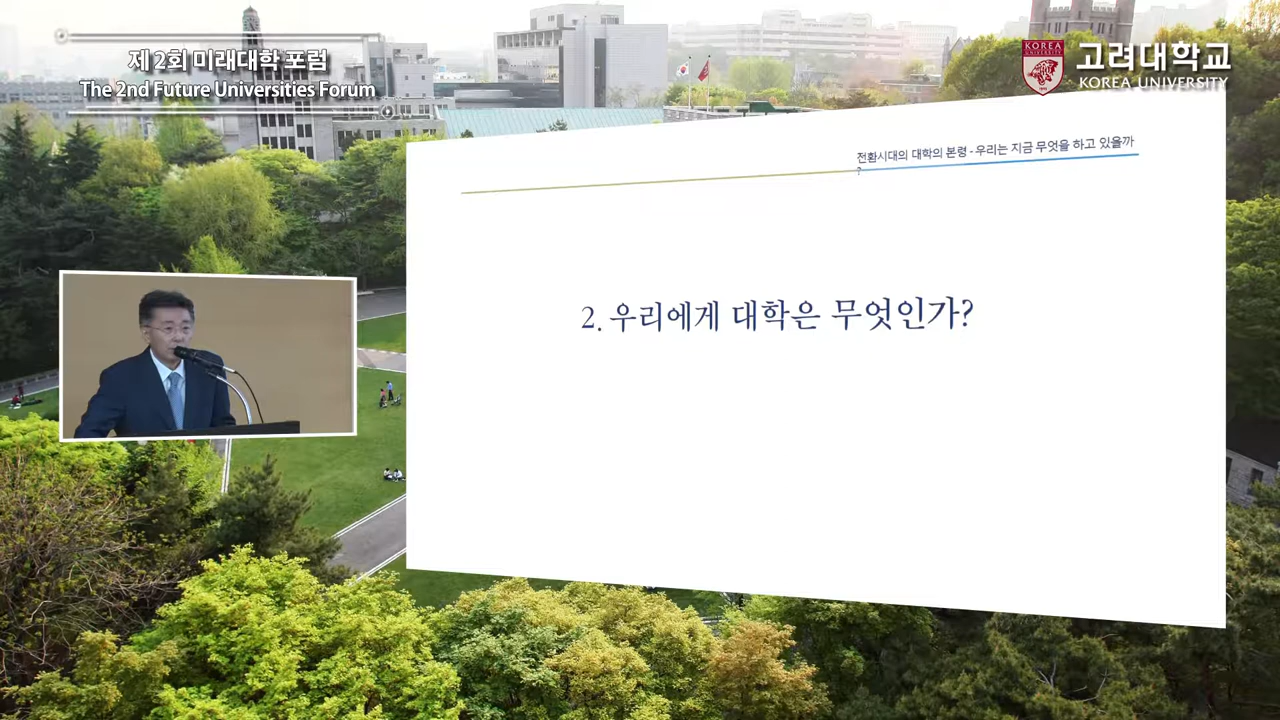 제 2회 미래대학 포럼
The 2nd Future Universities Forum
KOREA
UNIVERSITY
고려대학교
KOREA UNIVERSITY
전환시대의 대학의 본령 - 우리는 지금 무엇을 하고 있을까
?
2. 우리에게 대학은 무엇인가?